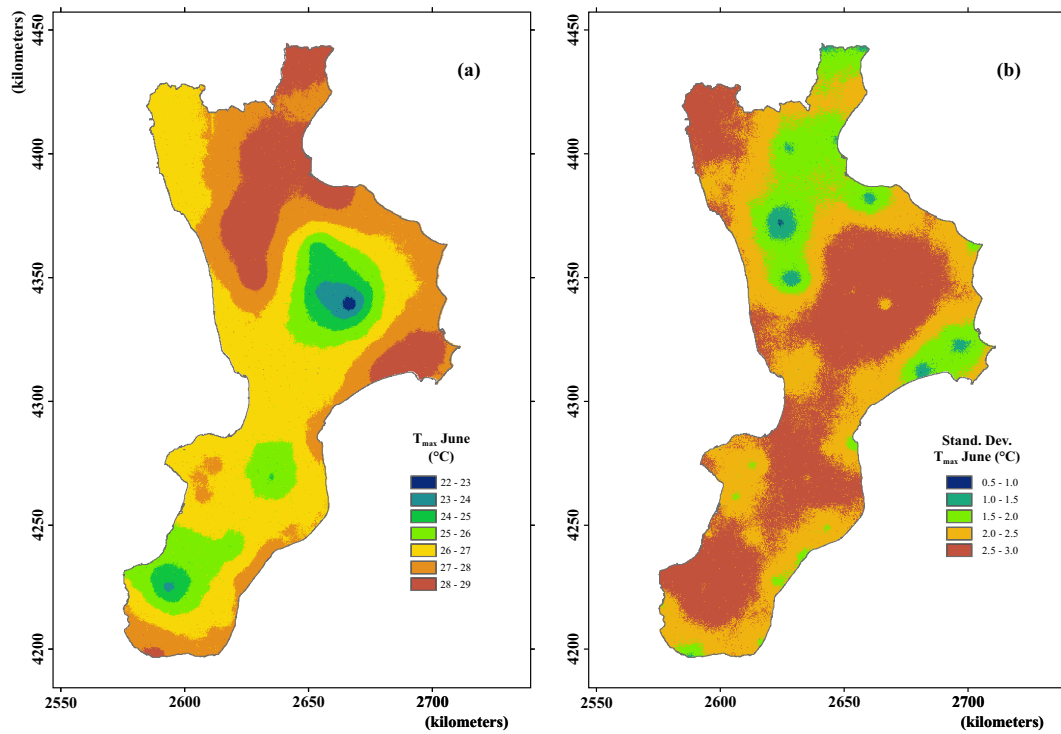 (kilometers)
4450
4400
4350
4300
4250
4200
2550
2600
2650
2700
(kilometers)
(a)
Tmax June
(°C)
22 - 23
23 - 24
24 - 25
25 - 26
26 - 27
27 - 28
28 - 29
4450
4400
4350
4300
4250
4200
2550
2600
2650
2700
(kilometers)
(b)
Stand. Dev.
Tmax June (°C)
0.5 - 1.0
1.0 - 1.5
1.5 - 2.0
2.0 - 2.5
2.5 - 3.0